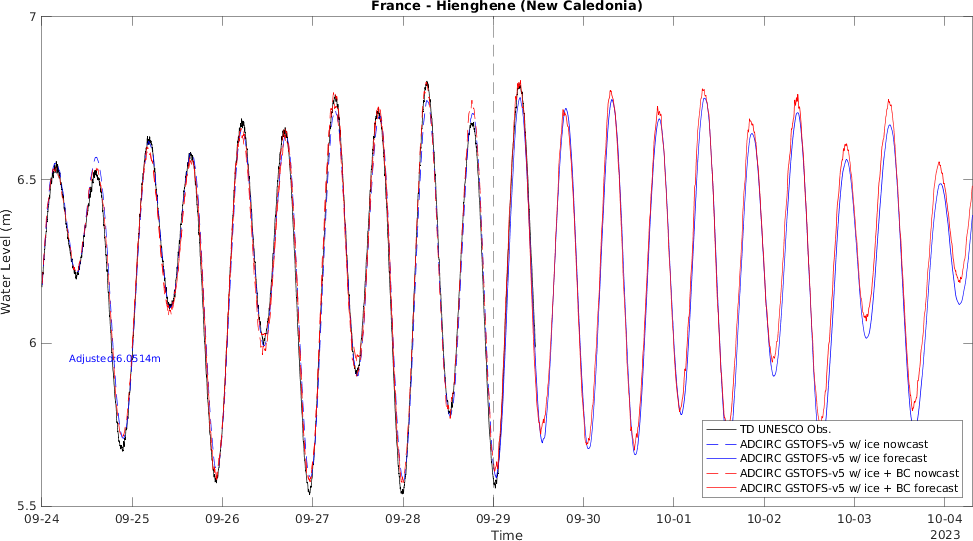 France - Hienghene (New Caledonia)
7
6.5
6
5.5
Water Level (m)
Adjusted:6.0514m
TD UNESCO Obs.
ADCIRC GSTOFS-v5 w/ ice nowcast
ADCIRC GSTOFS-v5 w/ ice forecast
ADCIRC GSTOFS-v5 w/ ice + BC nowcast
ADCIRC GSTOFS-v5 w/ ice + BC forecast
09-24 09-25 09-26 09-27 09-28 09-29 09-30 10-01 10-02 10-03 10-04
Time
2023